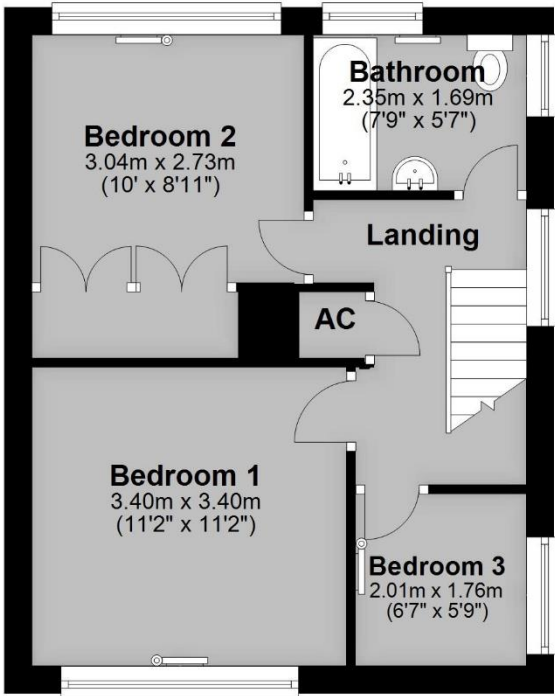 Bedroom 2
3.04m x 2.73m
(10' x 8'11")
Bathroom
2.35m x 1.69m
(7'9" x 5'7")
Landing
AC
Bedroom 1
3.40m x 3.40m
(11'2" x 11'2")
Bedroom 3
2.01m x 1.76m
(6'7" x 5'9")